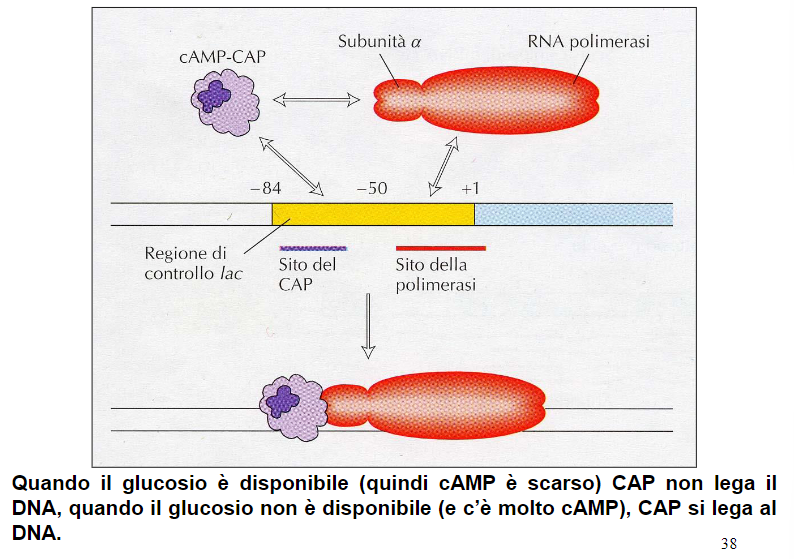 cAMP-CAP
Subunità α
RNA polimerasi
−84
−50
+1
Regione di
controllo lac
Sito del
CAP
Sito della
polimerasi
Quando il glucosio è disponibile (quindi cAMP è scarso) CAP non lega il
DNA, quando il glucosio non è disponibile (e c'è molto cAMP), CAP si lega al
DNA.
38